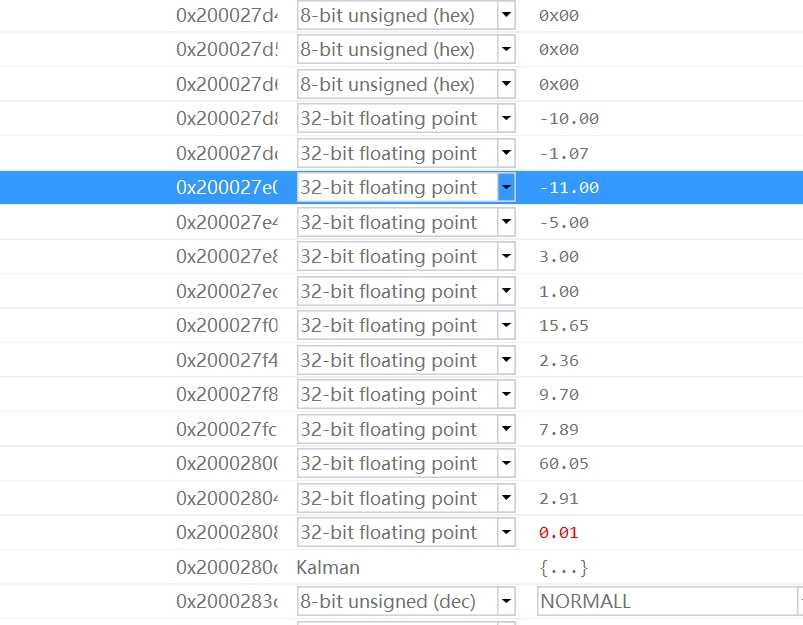 0x200027d4 8-bit unsigned (hex) 0x00
0x200027d5 8-bit unsigned (hex) 0x00
0x200027d6 8-bit unsigned (hex) 0x00
0x200027d8 32-bit floating point -10.00
0x200027dc 32-bit floating point -1.07
0x200027e0 32-bit floating point -11.00
0x200027e4 32-bit floating point -5.00
0x200027e8 32-bit floating point 3.00
0x200027ec 32-bit floating point 1.00
0x200027f0 32-bit floating point 15.65
0x200027f4 32-bit floating point 2.36
0x200027f8 32-bit floating point 9.70
0x200027fc 32-bit floating point 7.89
0x20002800 32-bit floating point 60.05
0x20002804 32-bit floating point 2.91
0x20002808 32-bit floating point 0.01
0x2000280c Kalman {...}
0x2000283c 8-bit unsigned (dec) NORMALL